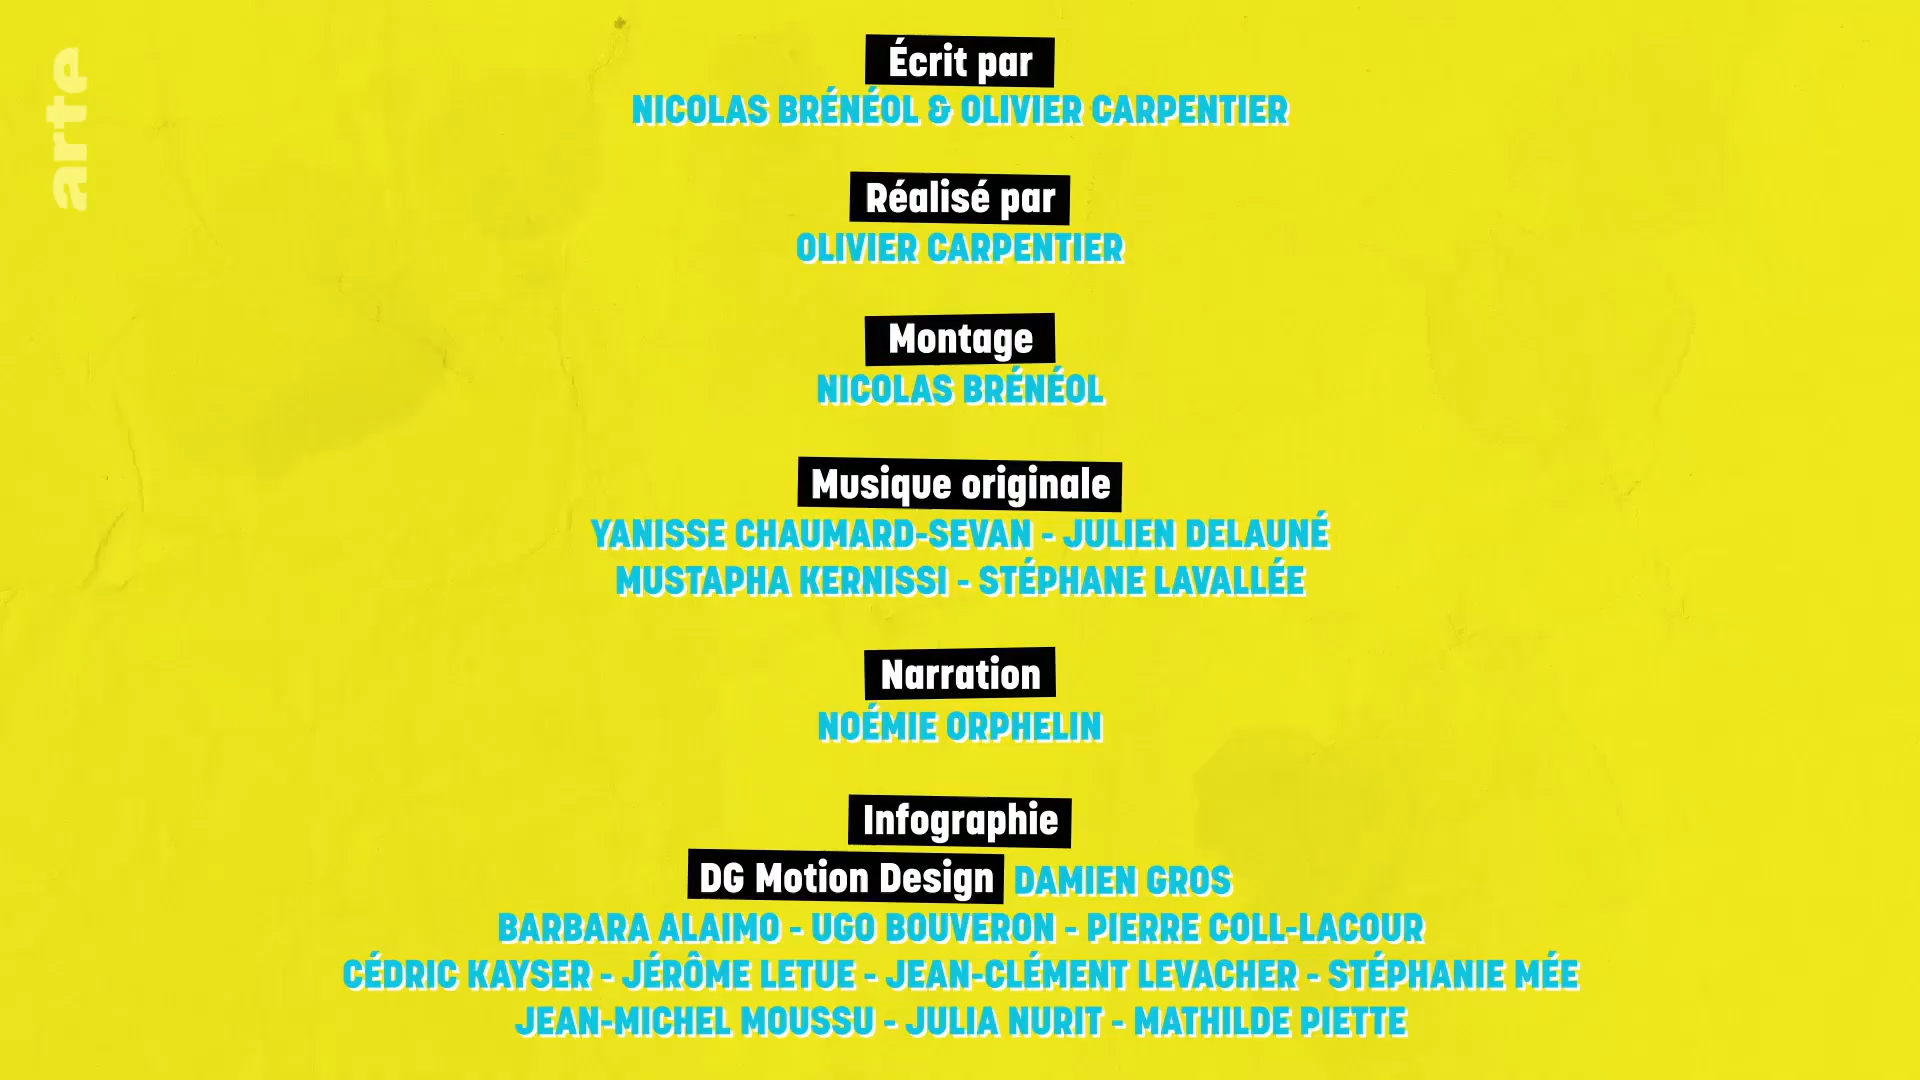 arte
Écrit par
NICOLAS BRÉNÉOL & OLIVIER CARPENTIER
Réalisé par
OLIVIER CARPENTIER
Montage
NICOLAS BRÉNÉOL
Musique originale
YANISSE CHAUMARD-SEVAN - JULIEN DELAUNÉ
MUSTAPHA KERNISSI - STÉPHANE LAVALLÉE
Narration
NOÉMIE ORPHELIN
Infographie
DG Motion Design DAMIEN GROS
BARBARA ALAIMO - UGO BOUVERON - PIERRE COLL-LACOUR
CÉDRIC KAYSER - JÉRÔME LETUE - JEAN-CLÉMENT LEVACHER - STÉPHANIE MÉE
JEAN-MICHEL MOUSSU - JULIA NURIT - MATHILDE PIETTE